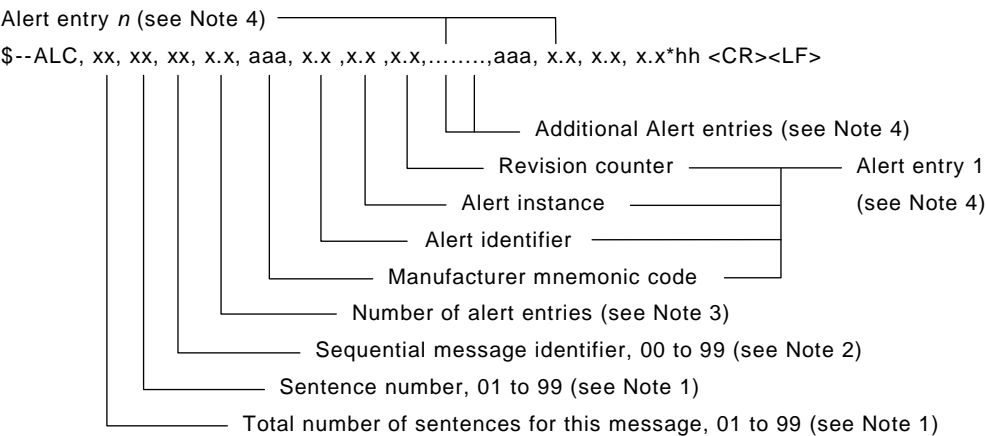 Alert entry n (see Note 4)
$--ALC, xx, xx, xx, x.x, aaa, x.x ,x.x ,x.x,.........,aaa, x.x, x.x, x.x*hh <CR><LF>
Additional Alert entries (see Note 4)
Revision counter
Alert entry 1
(see Note 4)
Alert instance
Alert identifier
Manufacturer mnemonic code
Number of alert entries (see Note 3)
Sequential message identifier, 00 to 99 (see Note 2)
Sentence number, 01 to 99 (see Note 1)
Total number of sentences for this message, 01 to 99 (see Note 1)